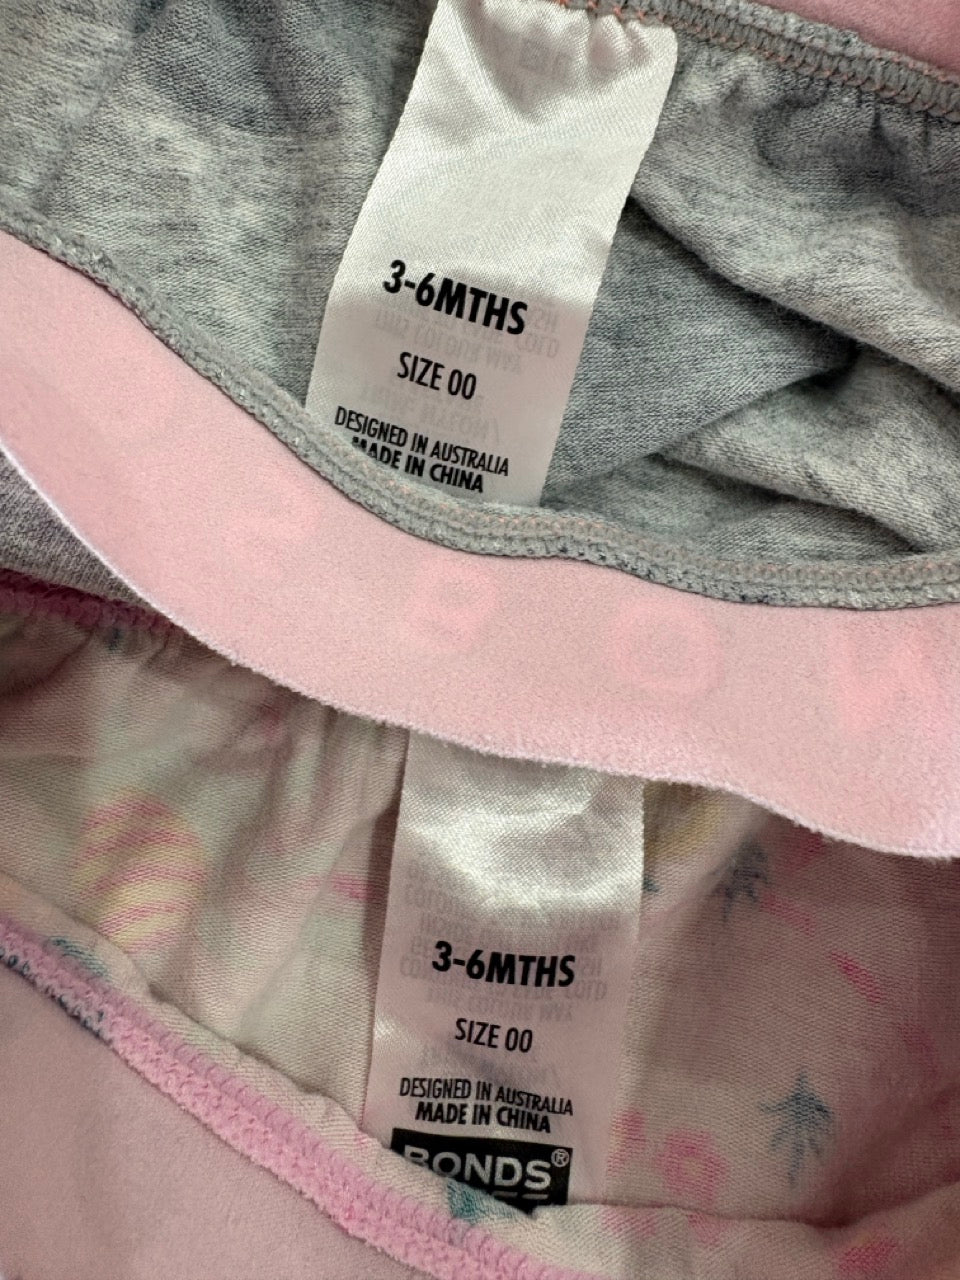 3-6MTHS
SIZE 00
DESIGNED IN AUSTRALIA
MADE IN CHINA
3-6MTHS
SIZE 00
DESIGNED IN AUSTRALIA
MADE IN CHINA
BONDS®